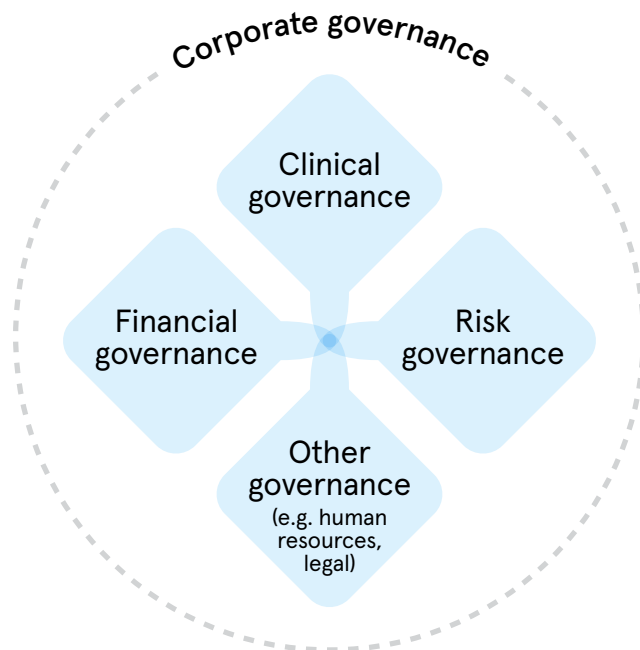 Corporate governance
Clinical
governance
Financial
governance
Risk
governance
Other
governance
(e.g. human
resources,
legal)